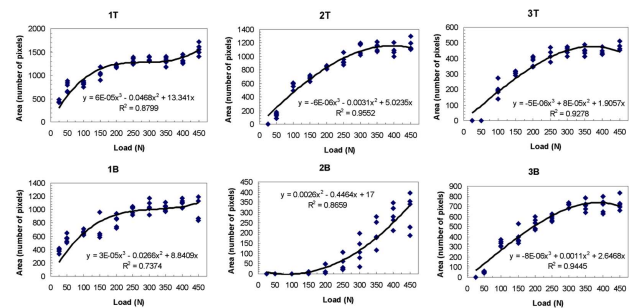 1T
2000
1500
1000
500
0
0 50 100 150 200 250 300 350 400 450
Area (number of pixels)
Load (N)
y = 6E-05x³ - 0.0468x² + 13.341x
R² = 0.8799
2T
1400
1200
1000
800
600
400
200
0
0 50 100 150 200 250 300 350 400 450
Area (number of pixels)
Load (N)
y = -6E-06x³ - 0.0031x² + 5.0235x
R² = 0.9552
3T
600
500
400
300
200
100
0
0 50 100 150 200 250 300 350 400 450
Area (number of pixels)
Load (N)
y = -5E-06x³ + 8E-05x² + 1.9057x
R² = 0.9278
1B
1400
1200
1000
800
600
400
200
0
0 50 100 150 200 250 300 350 400 450
Area (number of pixels)
Load (N)
y = 3E-05x³ - 0.0266x² + 8.8409x
R² = 0.7374
2B
450
400
350
300
250
200
150
100
50
0
0 50 100 150 200 250 300 350 400 450
Area (number of pixels)
Load (N)
y = 0.0026x² - 0.4464x + 17
R² = 0.8659
3B
900
800
700
600
500
400
300
200
100
0
0 50 100 150 200 250 300 350 400 450
Area (number of pixels)
Load (N)
y = -8E-06x³ + 0.0011x² + 2.6468x
R² = 0.9445